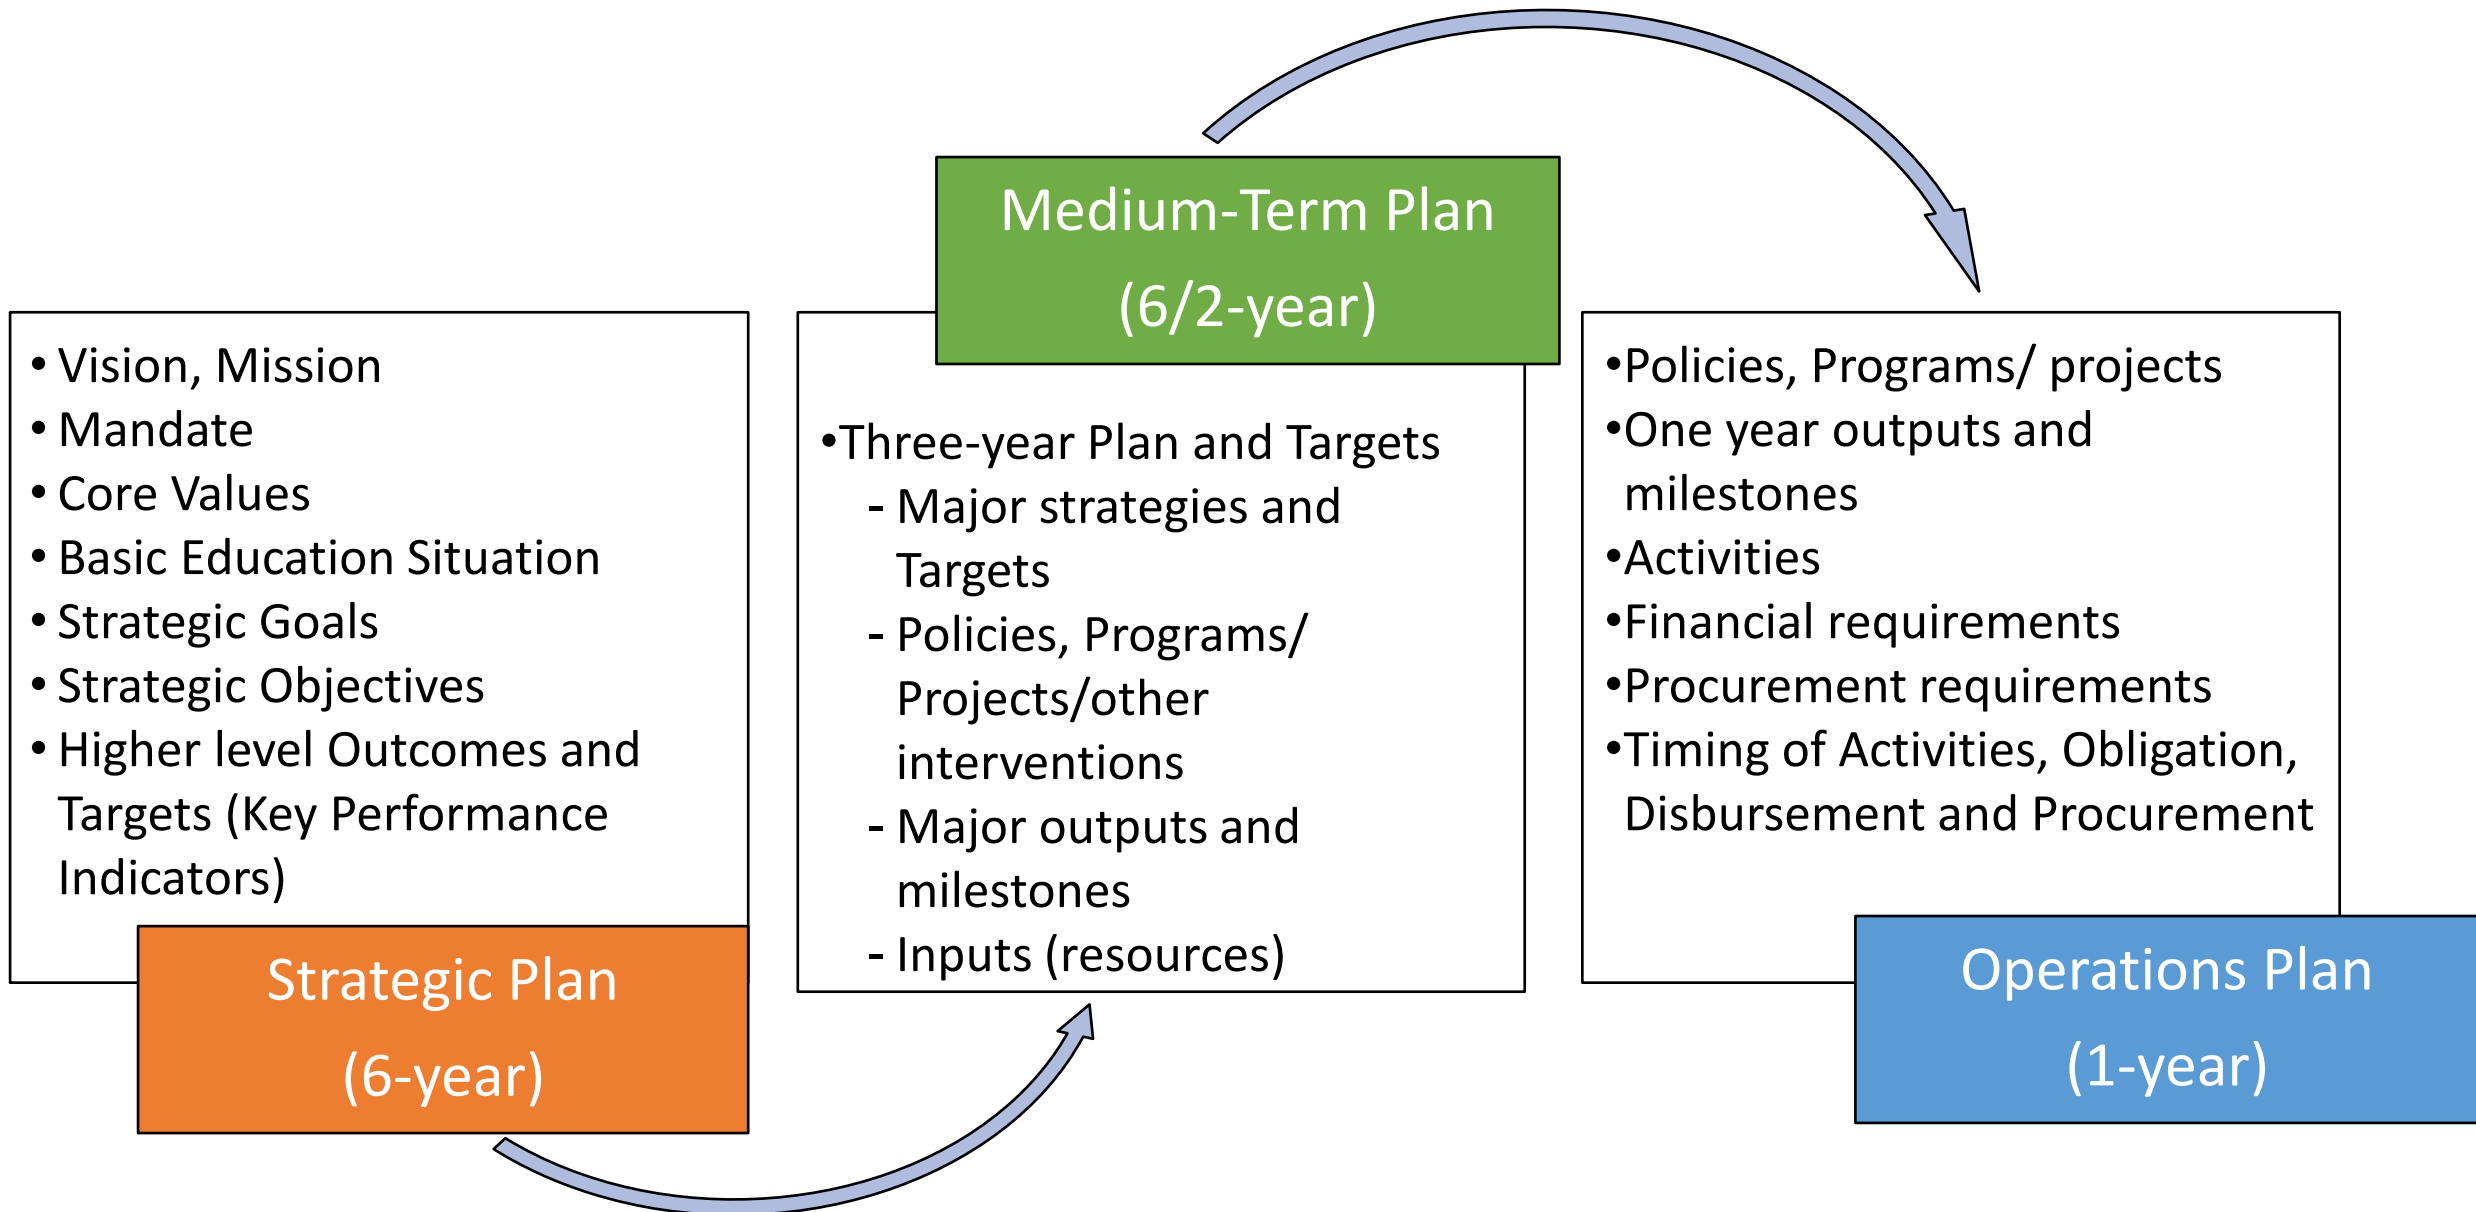 • Vision, Mission
• Mandate
• Core Values
• Basic Education Situation
• Strategic Goals
• Strategic Objectives
• Higher level Outcomes and
Targets (Key Performance
Indicators)
Strategic Plan
(6-year)
Medium-Term Plan
(6/2-year)
•Three-year Plan and Targets
- Major strategies and
Targets
- Policies, Programs/
Projects/other
interventions
- Major outputs and
milestones
- Inputs (resources)
•Policies, Programs/ projects
•One year outputs and
milestones
•Activities
•Financial requirements
•Procurement requirements
•Timing of Activities, Obligation,
Disbursement and Procurement
Operations Plan
(1-year)